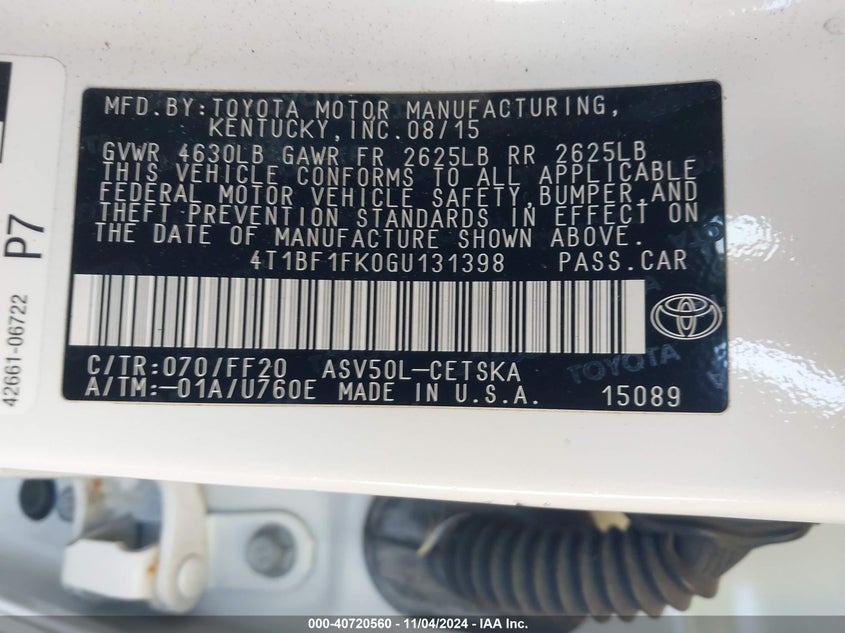 MFD.BY:TOYOTA MOTOR MANUFACTURING,
KENTUCKY,INC.08/15
GVWR 4630LB GAWR FR 2625LB RR 2625LB
THIS VEHICLE CONFORMS TO ALL APPLICABLE
FEDERAL MOTOR VEHICLE SAFETY,BUMPER,AND
THEFT PREVENTION STANDARDS IN EFFECT ON
THE DATE OF MANUFACTURE SHOWN ABOVE.
4T1BF1FK0GU131398 PASS.CAR
C/TR:070/FF20 ASV50L-CETSKA
A/TM:-01A/U760E MADE IN U.S.A. 15089
TOYOTA
P7
42661-06722
000-40720560 - 11/04/2024 - IAA Inc.